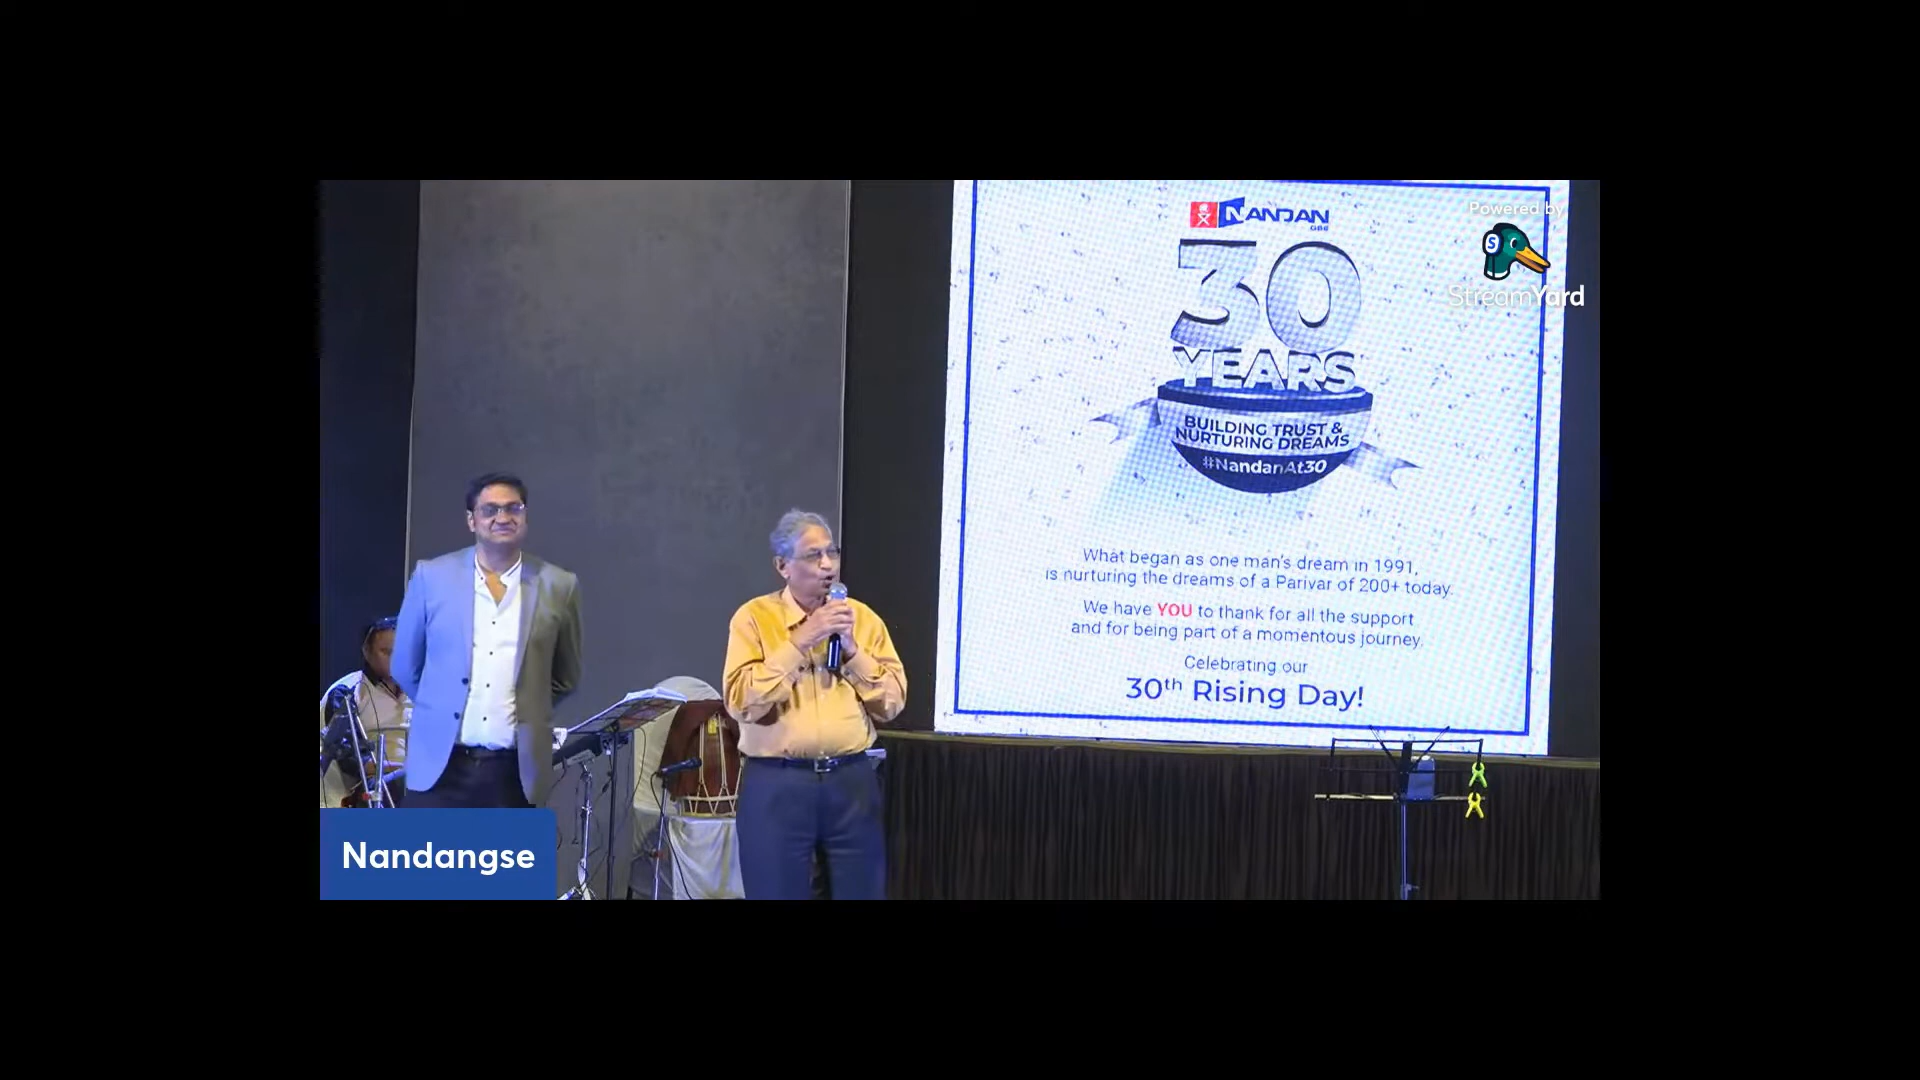 NANDAN
GSE
30
YEARS
BUILDING TRUST &
NURTURING DREAMS
#NandanAt30
What began as one man's dream in 1991,
is nurturing the dreams of a Parivar of 200+ today.
We have YOU to thank for all the support
and for being part of a momentous journey.
Celebrating our
30th Rising Day!
Powered by
S
StreamYard
Nandangse